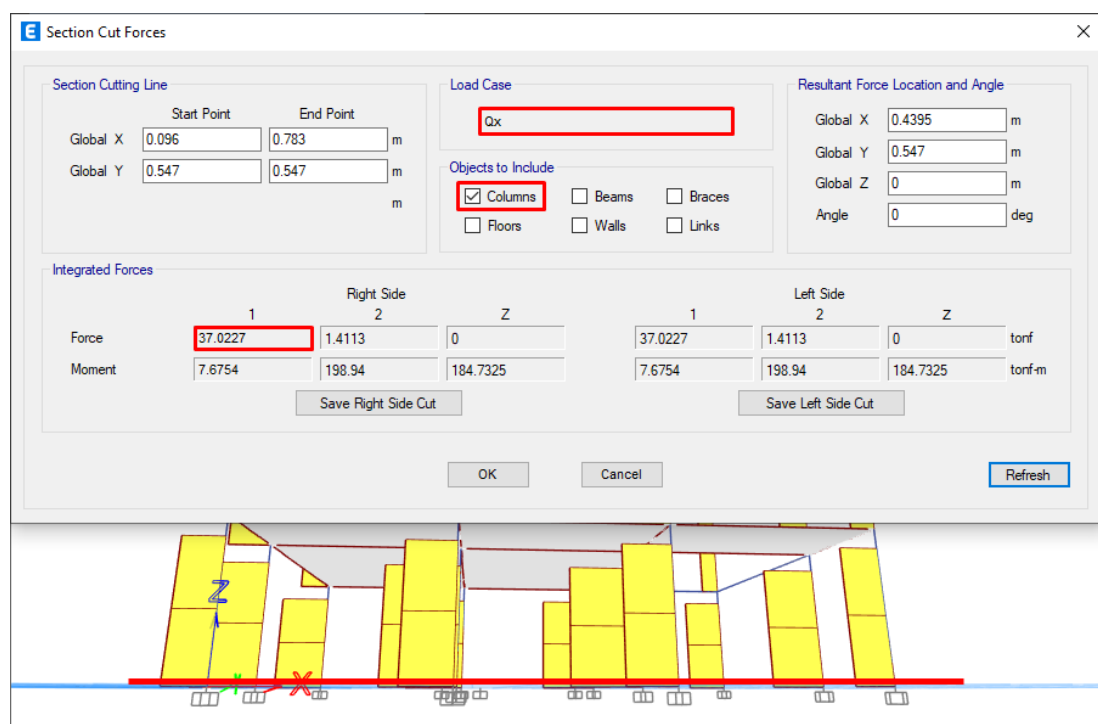 E Section Cut Forces
Section Cutting Line
Start Point End Point
Global X 0.096 0.783 m
Global Y 0.547 0.547 m
m
Load Case
Qx
Objects to Include
Columns Beams Braces
Floors Walls Links
Resultant Force Location and Angle
Global X 0.4395 m
Global Y 0.547 m
Global Z 0 m
Angle 0 deg
Integrated Forces
Right Side Left Side
1 2 Z 1 2 Z
Force 37.0227 1.4113 0 37.0227 1.4113 0 tonf
Moment 7.6754 198.94 184.7325 7.6754 198.94 184.7325 tonf-m
Save Right Side Cut Save Left Side Cut
OK Cancel Refresh
Z
Y X